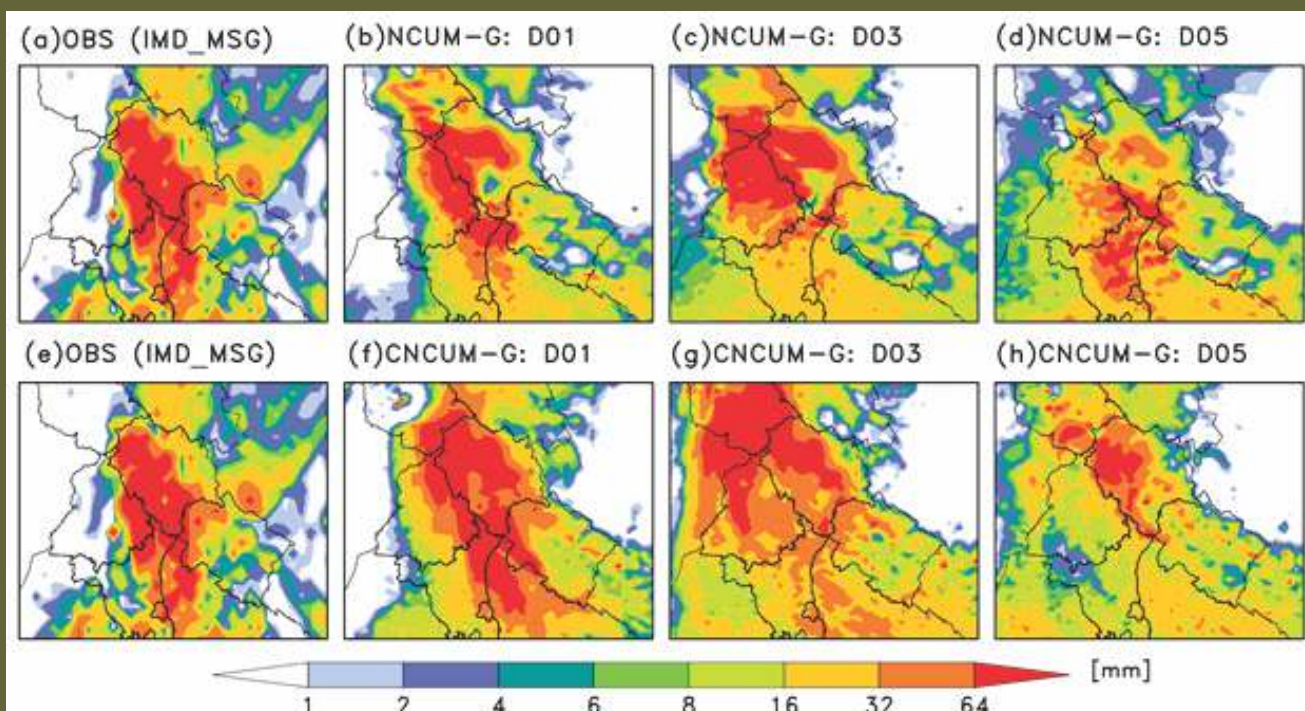 (a)OBS (IMD_MSG) (b)NCUM-G: D01 (c)NCUM-G: D03 (d)NCUM-G: D05
(e)OBS (IMD_MSG) (f)CNCUM-G: D01 (g)CNCUM-G: D03 (h)CNCUM-G: D05
[mm]
1 2 4 6 8 16 32 64